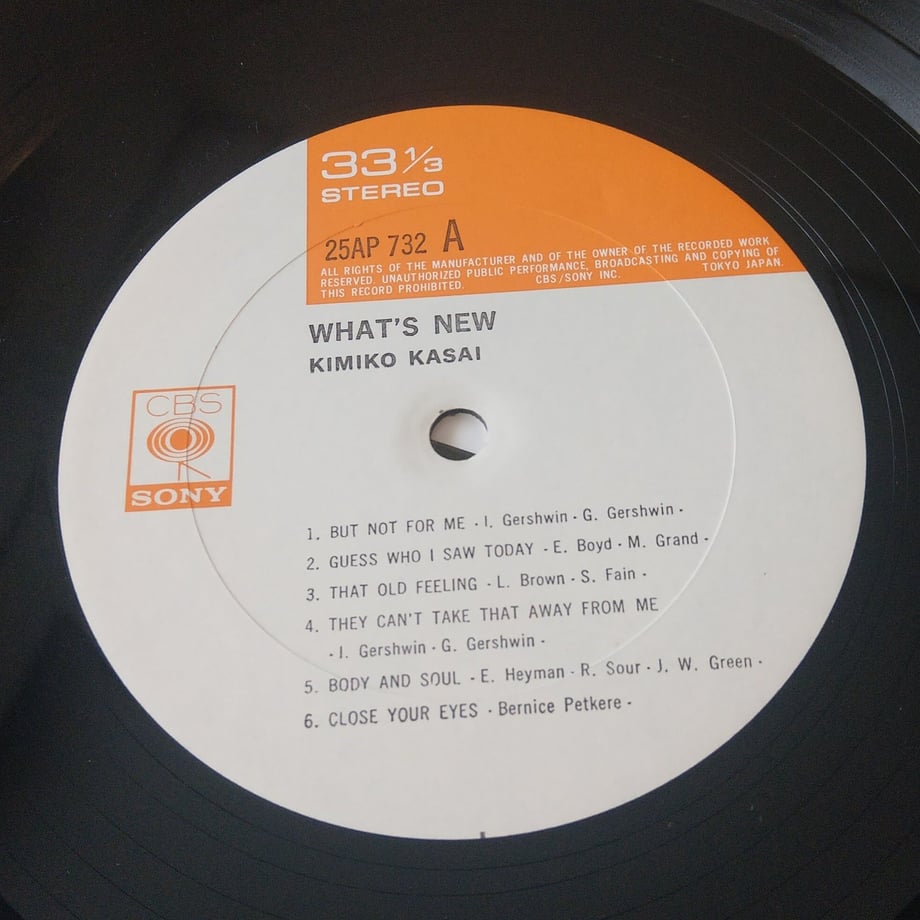 33 1/3
STEREO
25AP 732 A
ALL RIGHTS OF THE MANUFACTURER AND OF THE OWNER OF THE RECORDED WORK
RESERVED. UNAUTHORIZED PUBLIC PERFORMANCE, BROADCASTING AND COPYING OF
THIS RECORD PROHIBITED. CBS/SONY INC. TOKYO JAPAN.
WHAT'S NEW
KIMIKO KASAI
CBS
SONY
1. BUT NOT FOR ME · I. Gershwin · G. Gershwin ·
2. GUESS WHO I SAW TODAY · E. Boyd · M. Grand ·
3. THAT OLD FEELING · L. Brown · S. Fain ·
4. THEY CAN'T TAKE THAT AWAY FROM ME
· I. Gershwin · G. Gershwin ·
5. BODY AND SOUL · E. Heyman · R. Sour · J. W. Green ·
6. CLOSE YOUR EYES · Bernice Petkere ·